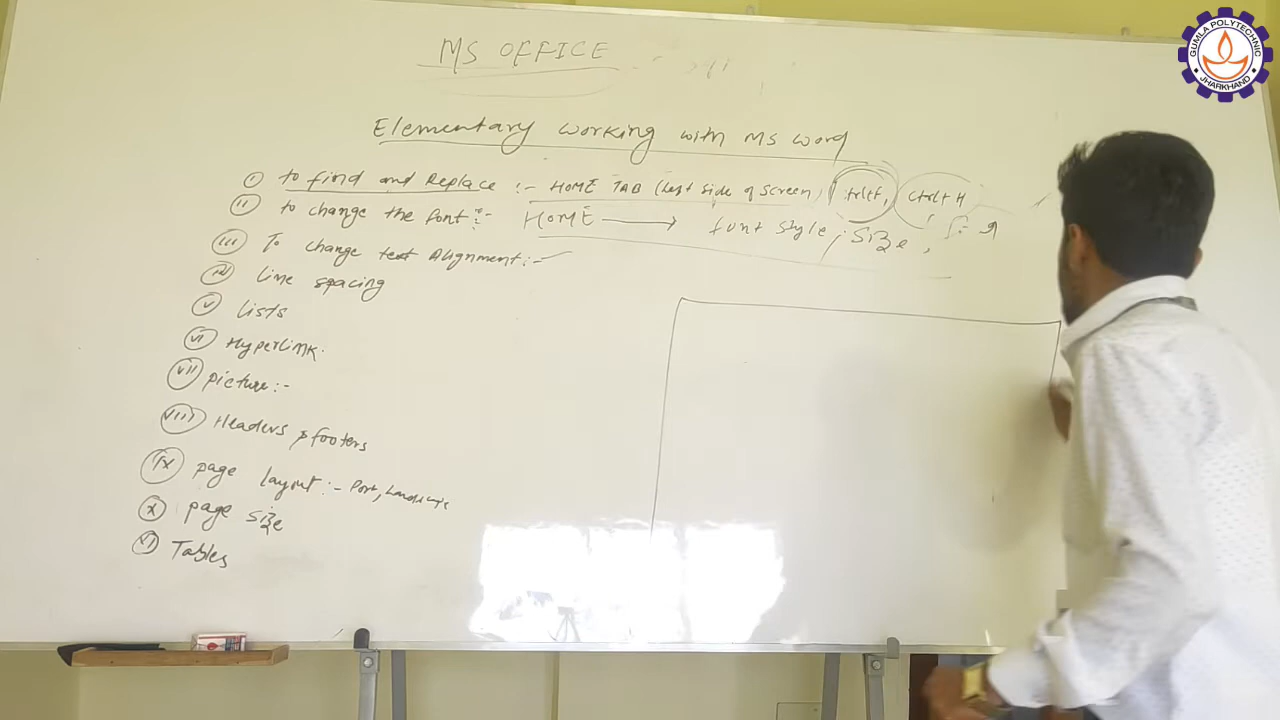 MS OFFICE
Elementary working with MS Word
(i) to find and Replace :- HOME TAB (left side of screen) ctrl+F, ctrl+H
(ii) to change the font :- HOME → font style, size,
(iii) To change text Alignment :-
(iv) line spacing
(v) lists
(vi) Hyperlink.
(vii) picture :-
(viii) Headers footers
(ix) page layout :- Port,
(x) page size
(xi) Tables
GUMLA POLYTECHNIC
JHARKHAND